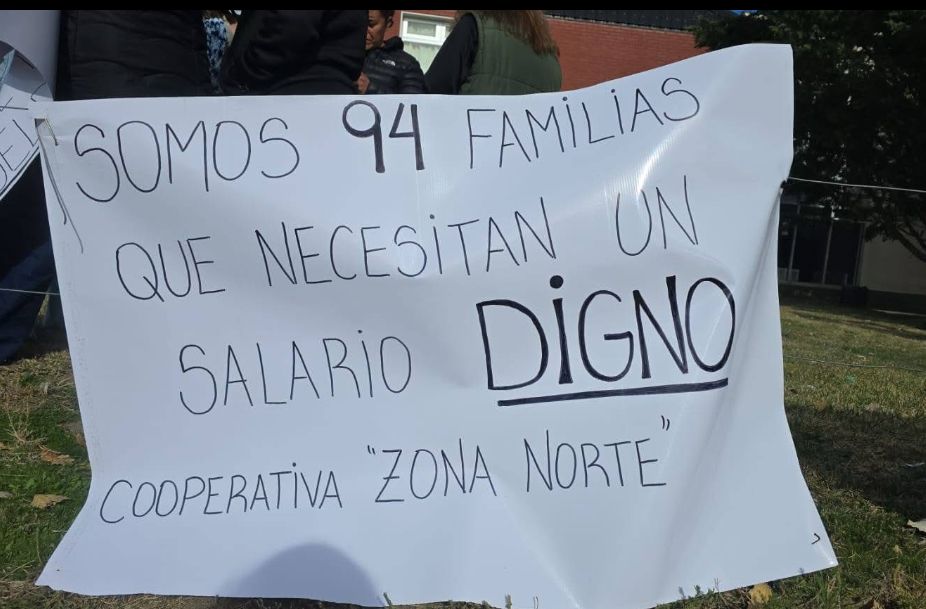 SOMOS 94 FAMILIAS
QUE NECESITAN UN
SALARIO DIGNO
COOPERATIVA "ZONA NORTE"